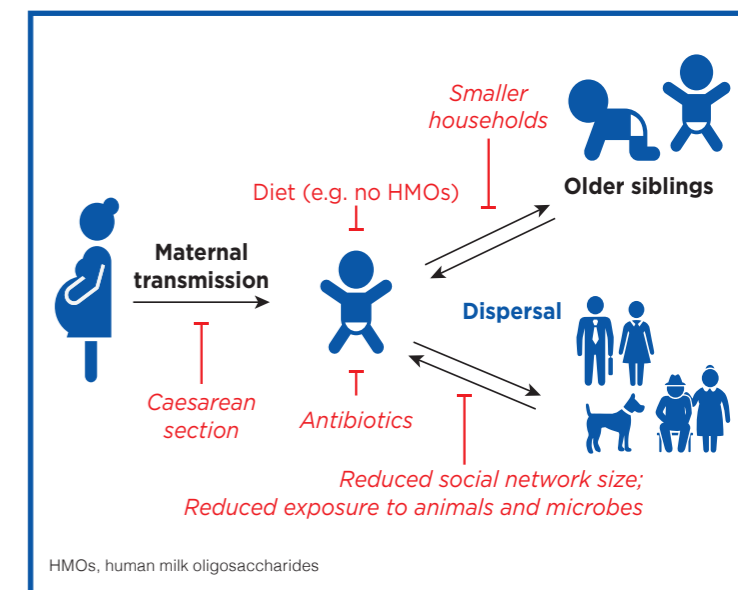 Smaller
households
Older siblings
Diet (e.g. no HMOs)
Maternal
transmission
Dispersal
Caesarean
section
Antibiotics
Reduced social network size;
Reduced exposure to animals and microbes
HMOs, human milk oligosaccharides